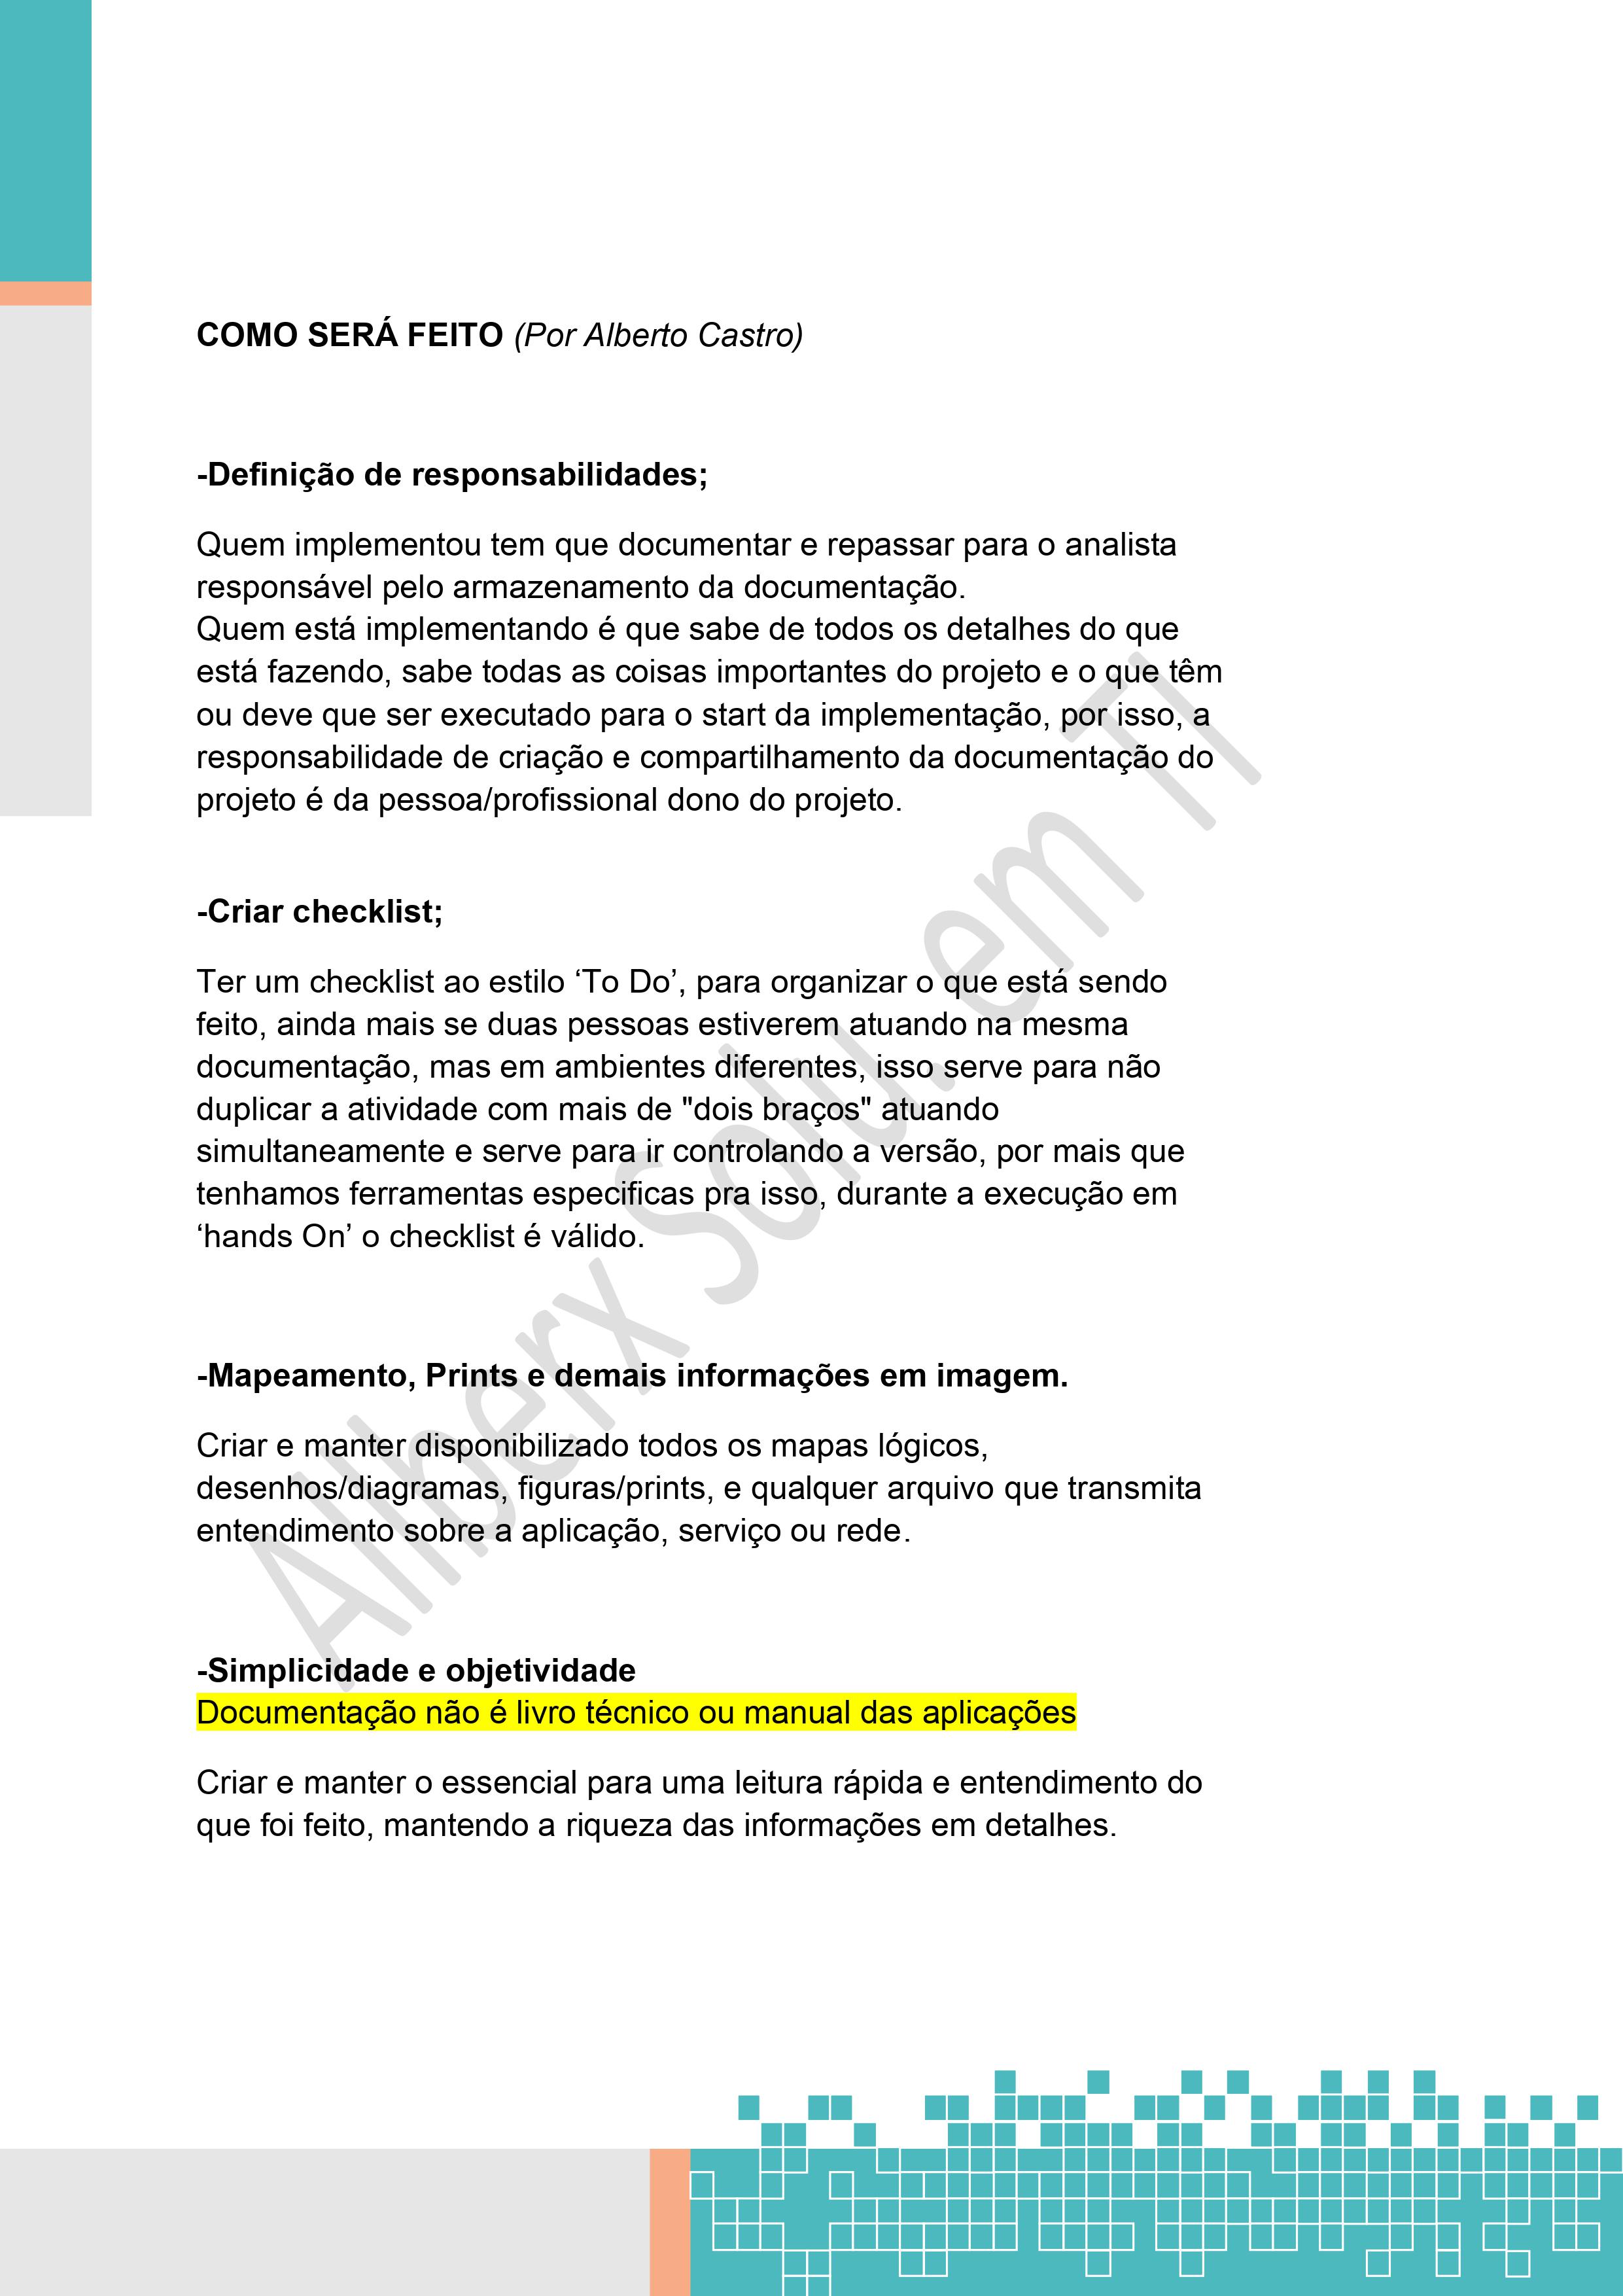 COMO SERÁ FEITO (Por Alberto Castro)
-Definição de responsabilidades;
Quem implementou tem que documentar e repassar para o analista
responsável pelo armazenamento da documentação.
Quem está implementando é que sabe de todos os detalhes do que
está fazendo, sabe todas as coisas importantes do projeto e o que têm
ou deve que ser executado para o start da implementação, por isso, a
responsabilidade de criação e compartilhamento da documentação do
projeto é da pessoa/profissional dono do projeto.
-Criar checklist;
Ter um checklist ao estilo ‘To Do’, para organizar o que está sendo
feito, ainda mais se duas pessoas estiverem atuando na mesma
documentação, mas em ambientes diferentes, isso serve para não
duplicar a atividade com mais de "dois braços" atuando
simultaneamente e serve para ir controlando a versão, por mais que
tenhamos ferramentas especificas pra isso, durante a execução em
‘hands On’ o checklist é válido.
-Mapeamento, Prints e demais informações em imagem.
Criar e manter disponibilizado todos os mapas lógicos,
desenhos/diagramas, figuras/prints, e qualquer arquivo que transmita
entendimento sobre a aplicação, serviço ou rede.
-Simplicidade e objetividade
Documentação não é livro técnico ou manual das aplicações
Criar e manter o essencial para uma leitura rápida e entendimento do
que foi feito, mantendo a riqueza das informações em detalhes.
Alberx Solu. em TI